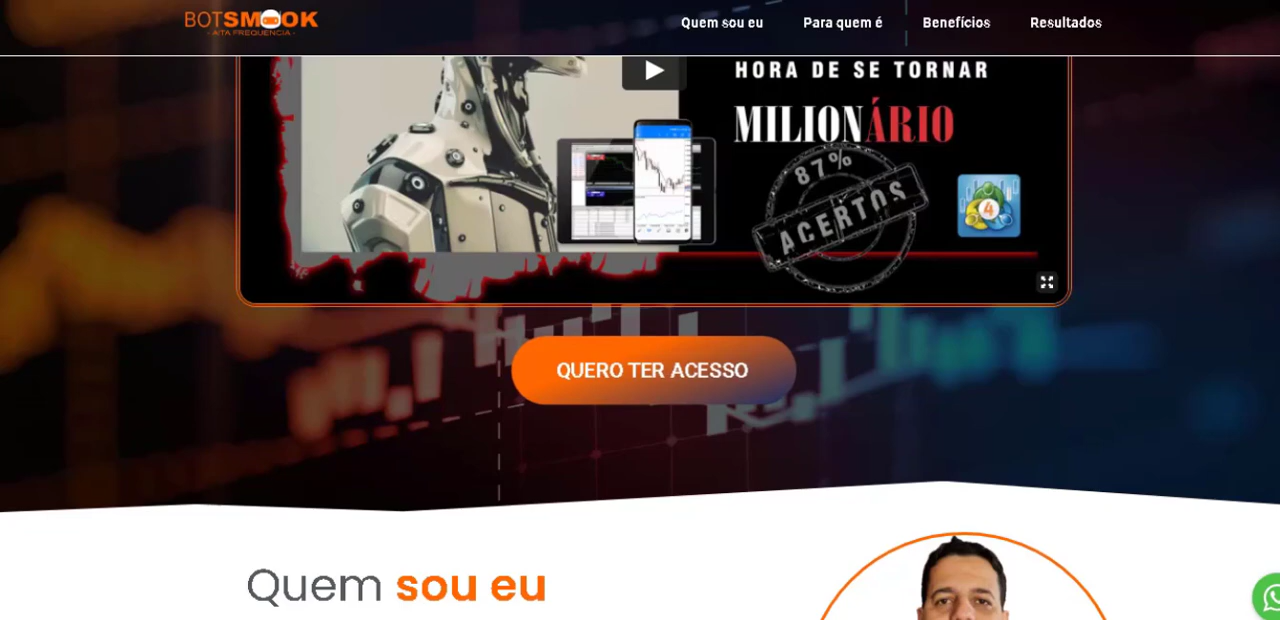 BOTSMOOK
- AlTA FREQUENCIA -
Quem sou eu
Para quem é
Benefícios
Resultados
HORA DE SE TORNAR
MILIONÁRIO
87%
ACERTOS
4
QUERO TER ACESSO
Quem sou eu